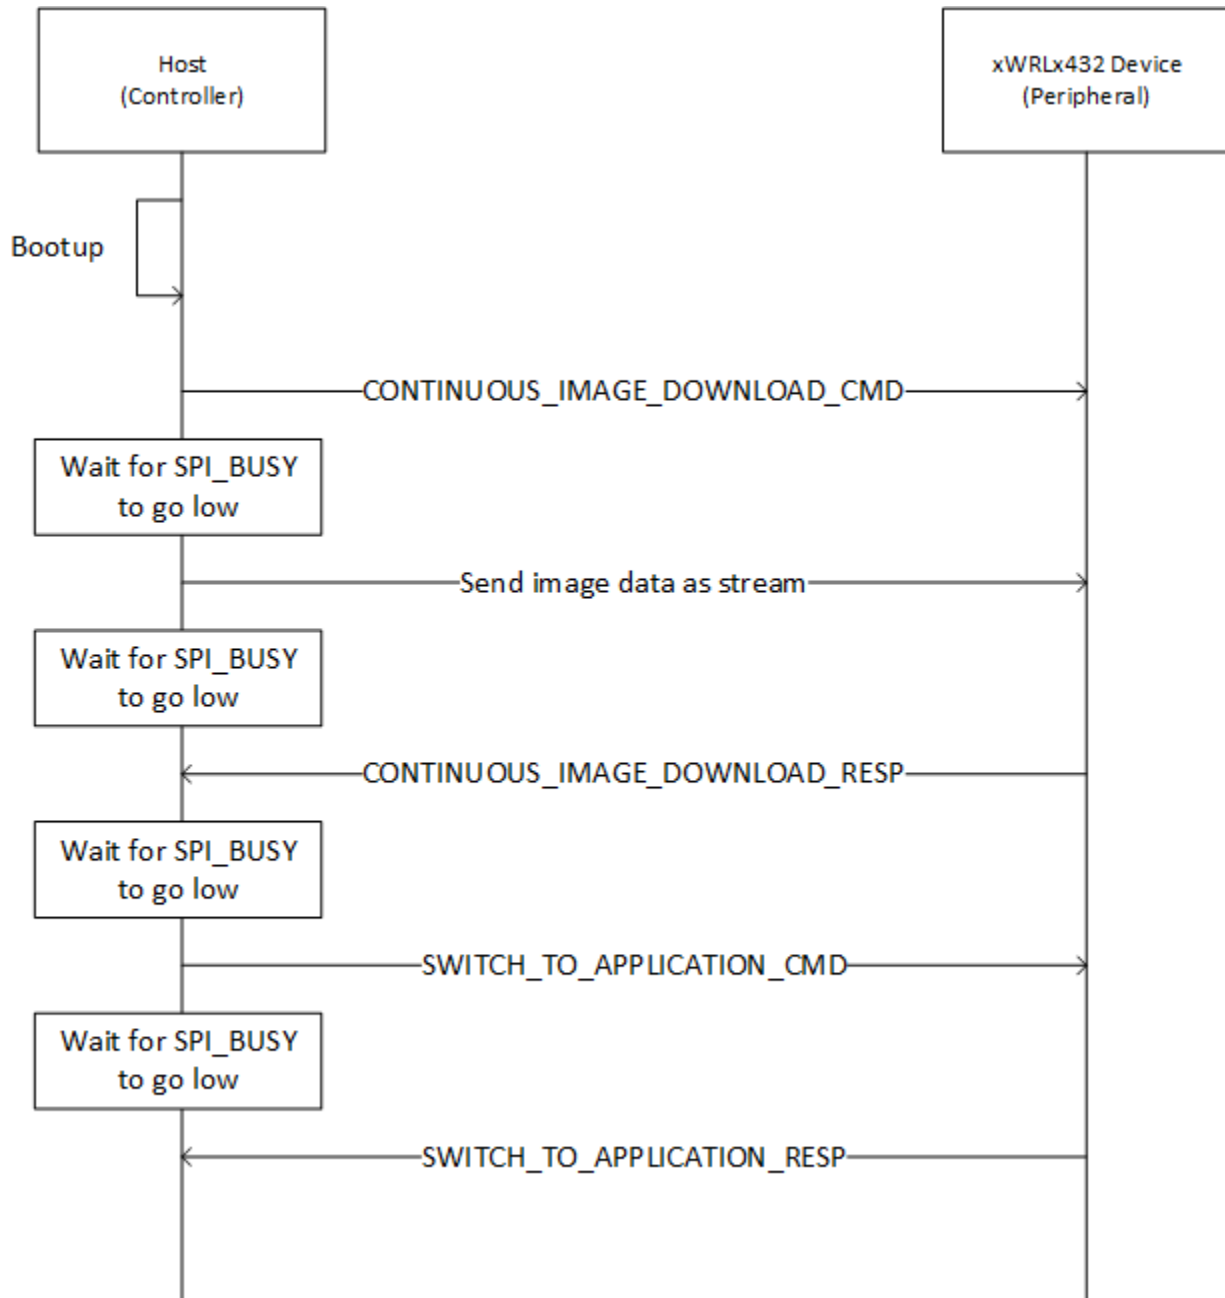 Host
(Controller)
xWRLx432 Device
(Peripheral)
Bootup
CONTINUOUS_IMAGE_DOWNLOAD_CMD
Wait for SPI_BUSY
to go low
Send image data as stream
Wait for SPI_BUSY
to go low
CONTINUOUS_IMAGE_DOWNLOAD_RESP
Wait for SPI_BUSY
to go low
SWITCH_TO_APPLICATION_CMD
Wait for SPI_BUSY
to go low
SWITCH_TO_APPLICATION_RESP